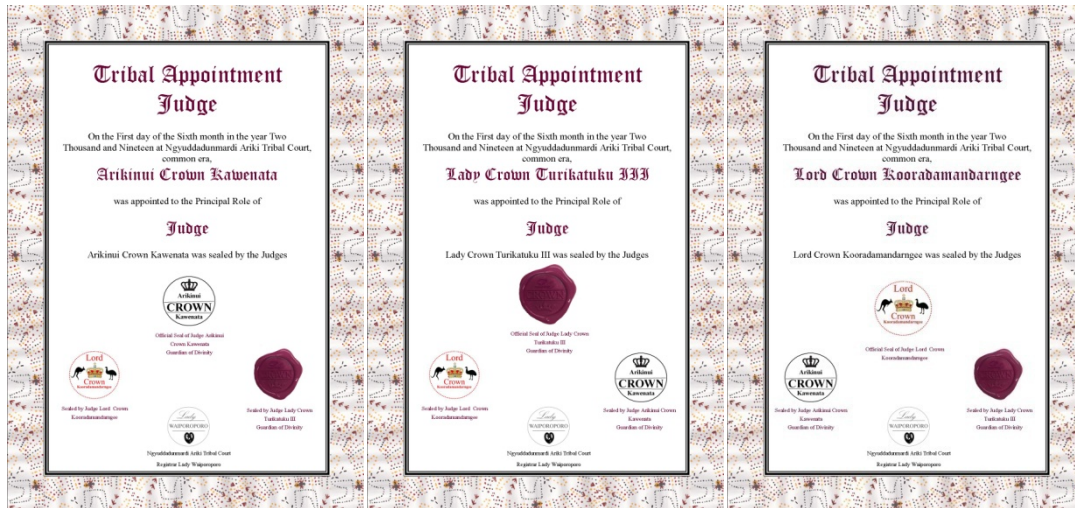 Tribal Appointment
Judge
On the First day of the Sixth month in the year Two
Thousand and Nineteen at Ngyuddadunmardi Ariki Tribal Court,
common era,
Arikinui Crown Kawenata
was appointed to the Principal Role of
Judge
Arikinui Crown Kawenata was sealed by the Judges
Arikinui
CROWN
Kawenata
Official Seal of Judge Arikinui
Crown Kawenata
Guardian of Divinity
Lord
Crown
Kooradamandarngee
Sealed by Judge Lord Crown
Kooradamandarngee
Sealed by Judge Lady Crown
Turikatuku III
Guardian of Divinity
Lady
WAIPOROPORO
Ngyuddadunmardi Ariki Tribal Court
Registrar Lady Waiporoporo
Tribal Appointment
Judge
On the First day of the Sixth month in the year Two
Thousand and Nineteen at Ngyuddadunmardi Ariki Tribal Court,
common era,
Lady Crown Turikatuku III
was appointed to the Principal Role of
Judge
Lady Crown Turikatuku III was sealed by the Judges
Official Seal of Judge Lady Crown
Turikatuku III
Guardian of Divinity
Lord
Crown
Kooradamandarngee
Sealed by Judge Lord Crown
Kooradamandarngee
Arikinui
CROWN
Kawenata
Sealed by Judge Arikinui Crown
Kawenata
Guardian of Divinity
Lady
WAIPOROPORO
Ngyuddadunmardi Ariki Tribal Court
Registrar Lady Waiporoporo
Tribal Appointment
Judge
On the First day of the Sixth month in the year Two
Thousand and Nineteen at Ngyuddadunmardi Ariki Tribal Court,
common era,
Lord Crown Kooradamandarngee
was appointed to the Principal Role of
Judge
Lord Crown Kooradamandarngee was sealed by the Judges
Lord
Crown
Kooradamandarngee
Official Seal of Judge Lord Crown
Kooradamandarngee
Arikinui
CROWN
Kawenata
Sealed by Judge Arikinui Crown
Kawenata
Guardian of Divinity
Sealed by Judge Lady Crown
Turikatuku III
Guardian of Divinity
Lady
WAIPOROPORO
Ngyuddadunmardi Ariki Tribal Court
Registrar Lady Waiporoporo